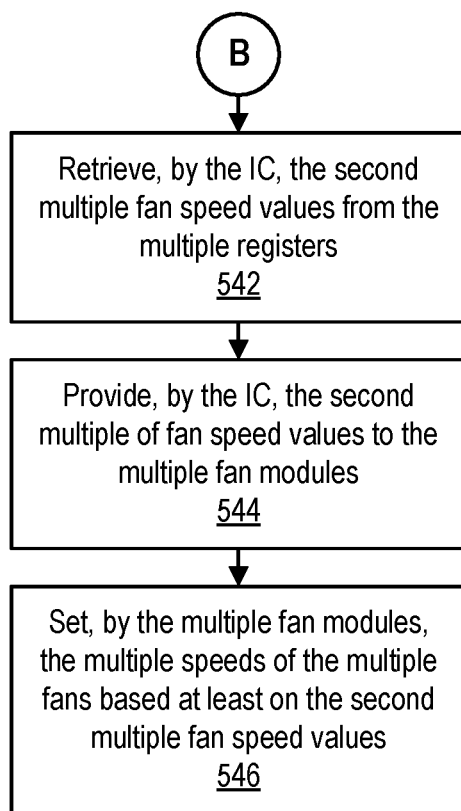 B
Retrieve, by the IC, the second
multiple fan speed values from the
multiple registers
542
Provide, by the IC, the second
multiple of fan speed values to the
multiple fan modules
544
Set, by the multiple fan modules,
the multiple speeds of the multiple
fans based at least on the second
multiple fan speed values
546